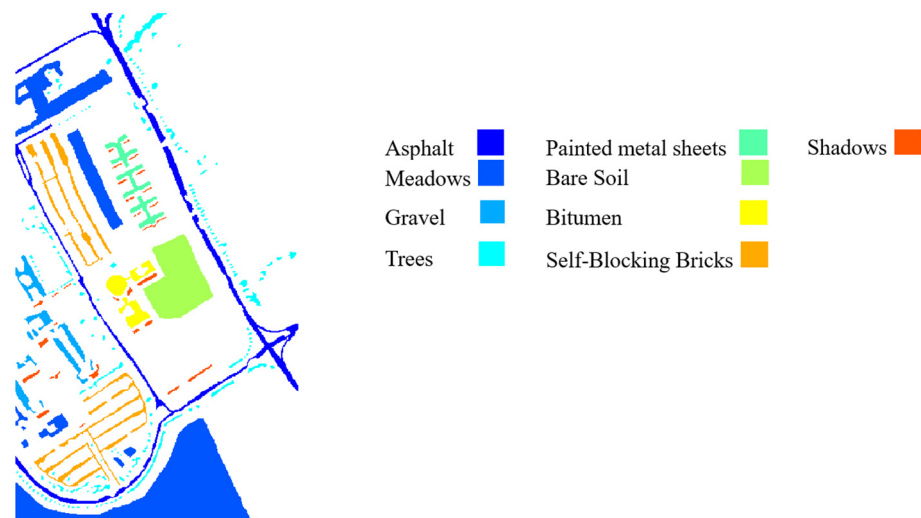 Asphalt Painted metal sheets Shadows
Meadows Bare Soil
Gravel Bitumen
Trees Self-Blocking Bricks